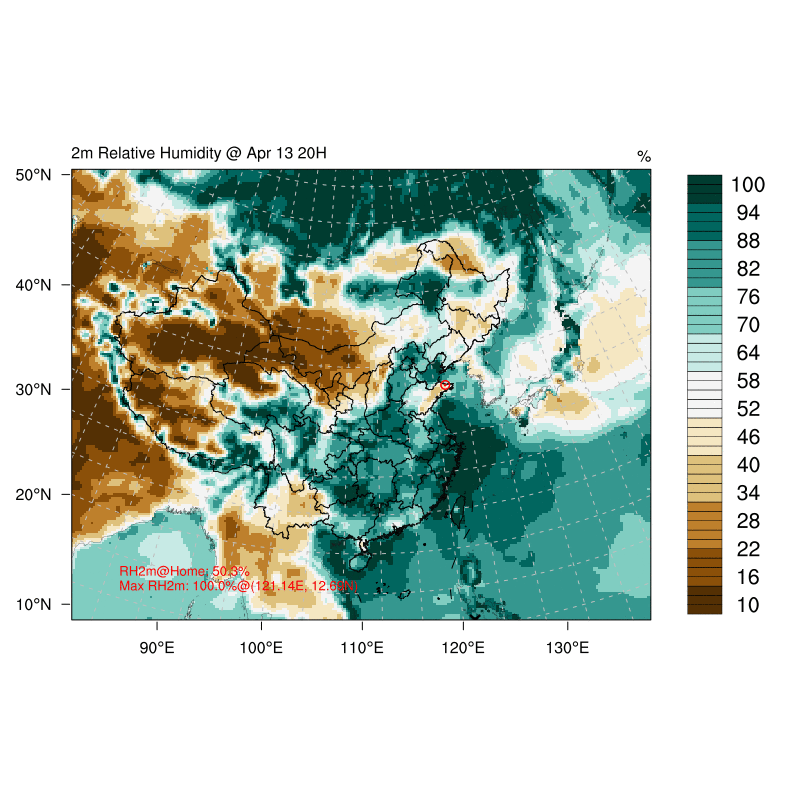 2m Relative Humidity @ Apr 13 20H
%
50°N
40°N
30°N
20°N
10°N
90°E
100°E
110°E
120°E
130°E
100
94
88
82
76
70
64
58
52
46
40
34
28
22
16
10
RH2m@Home: 50.3%
Max RH2m: 100.0%@(121.14E, 12.68N)